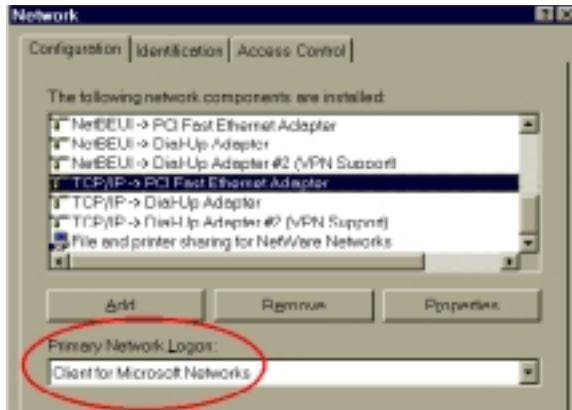 Network
Configuration Identification Access Control
The following network components are installed:
NetBEUI -> PCI Fast Ethernet Adapter
NetBEUI -> Dial-Up Adapter
NetBEUI -> Dial-Up Adapter #2 (VPN Support)
TCP/IP -> PCI Fast Ethernet Adapter
TCP/IP -> Dial-Up Adapter
TCP/IP -> Dial-Up Adapter #2 (VPN Support)
File and printer sharing for NetWare Networks
Add Remove Properties
Primary Network Logon:
Client for Microsoft Networks